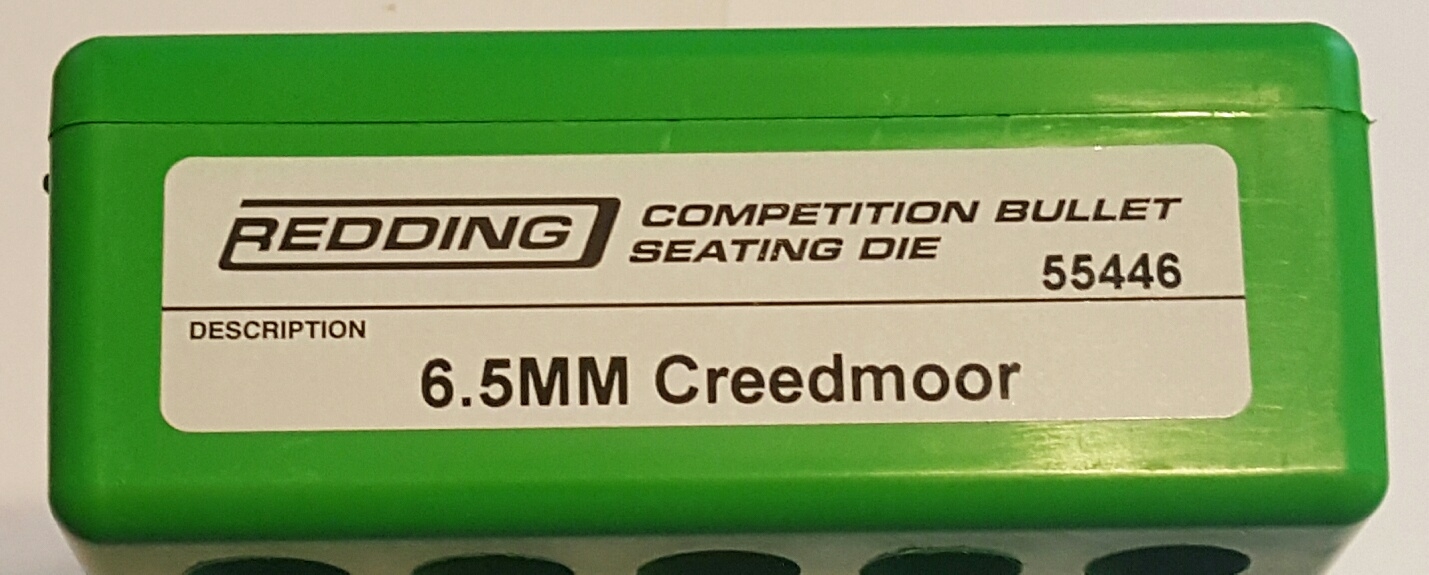 REDDING COMPETITION BULLET
SEATING DIE
55446
DESCRIPTION
6.5MM Creedmoor